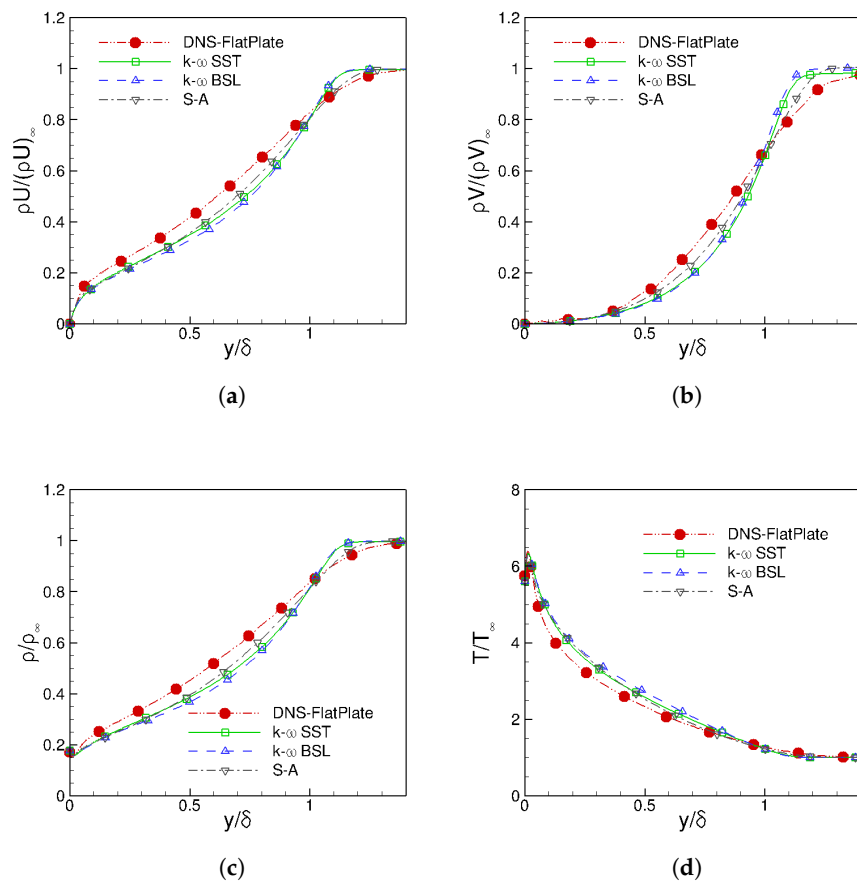 1.2
1
0.8
0.6
0.4
0.2
0
ρU/(ρU)∞
DNS-FlatPlate
k-ω SST
k-ω BSL
S-A
0 0.5 1
y/δ
(a)
1.2
1
0.8
0.6
0.4
0.2
0
ρV/(ρV)∞
DNS-FlatPlate
k-ω SST
k-ω BSL
S-A
0 0.5 1
y/δ
(b)
1.2
1
0.8
0.6
0.4
0.2
0
ρ/ρ∞
DNS-FlatPlate
k-ω SST
k-ω BSL
S-A
0 0.5 1
y/δ
(c)
8
6
4
2
0
T/T∞
DNS-FlatPlate
k-ω SST
k-ω BSL
S-A
0 0.5 1
y/δ
(d)